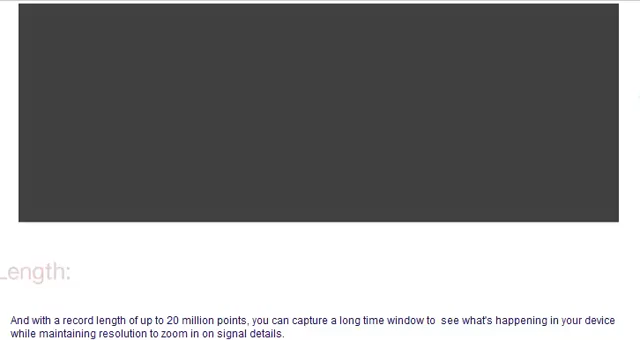 Length:
And with a record length of up to 20 million points, you can capture a long time window to  see what's happening in your device
while maintaining resolution to zoom in on signal details.